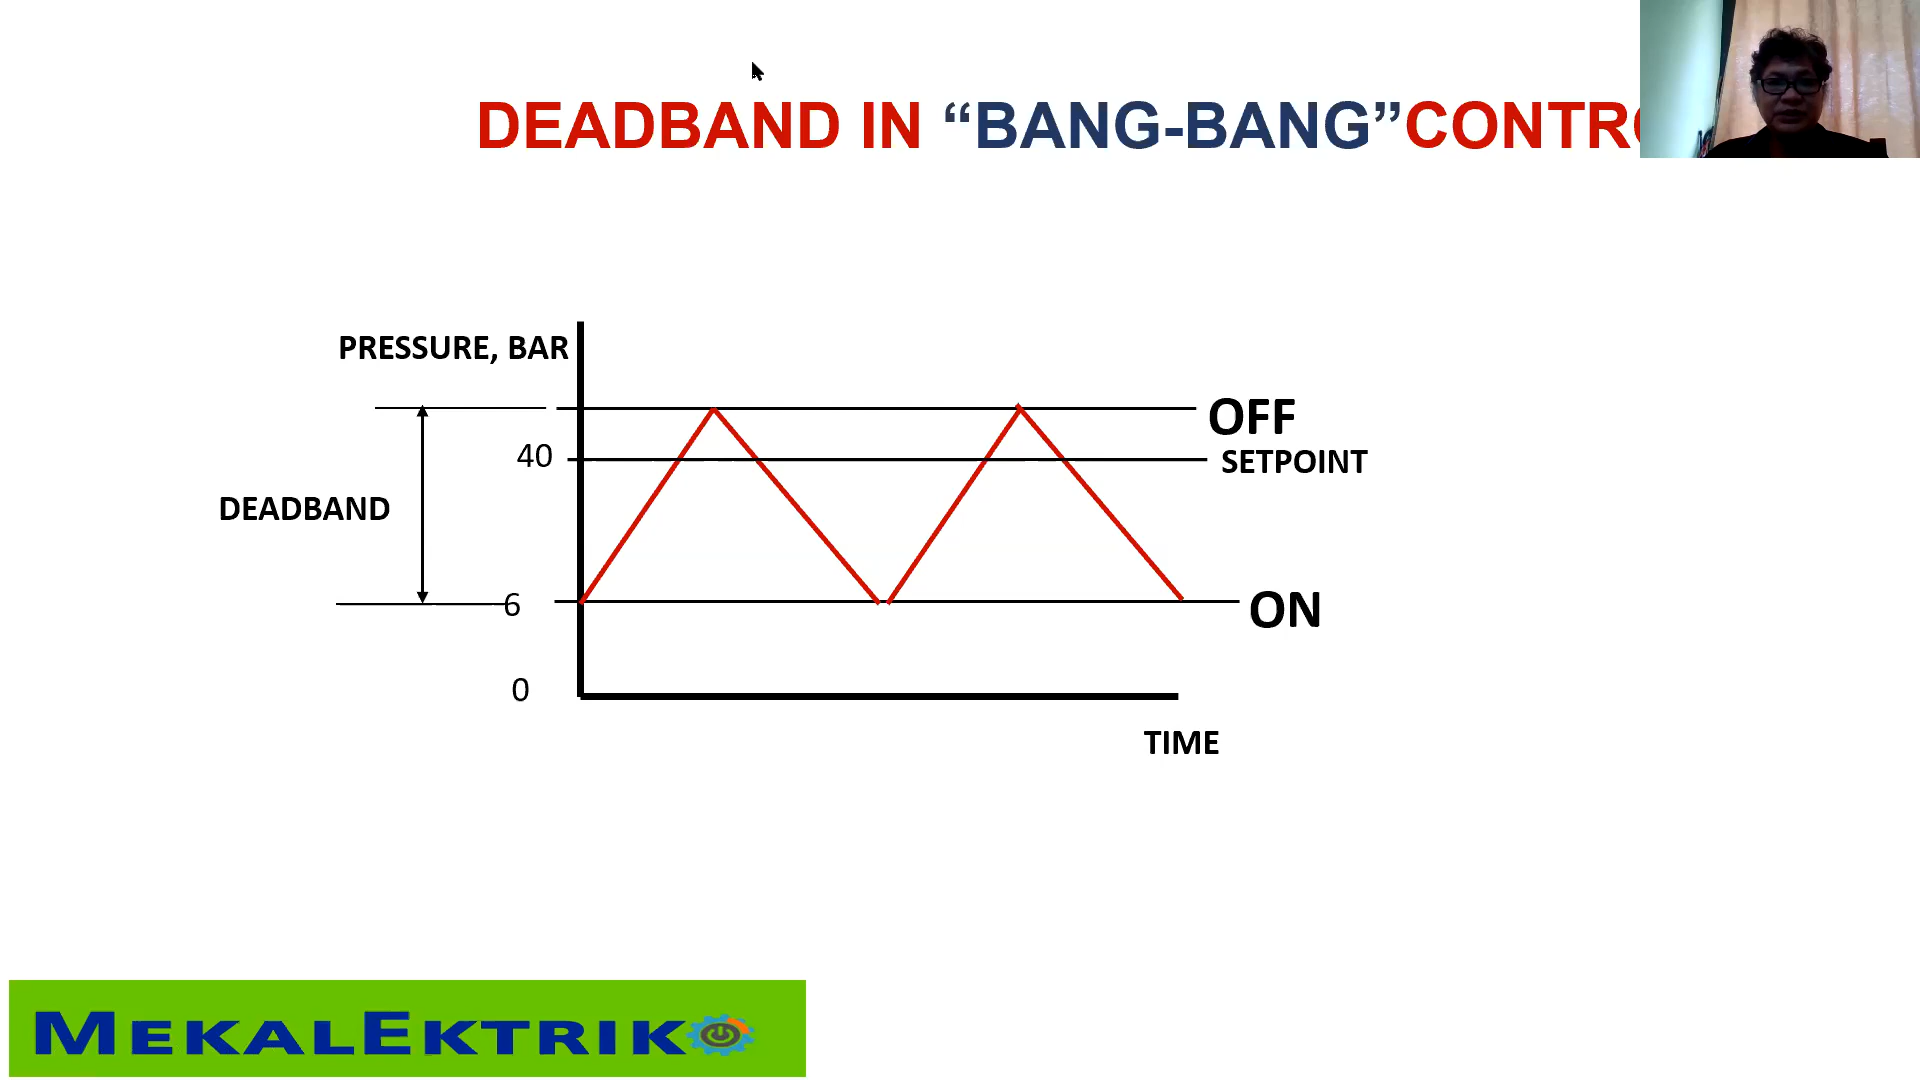 DEADBAND IN “BANG-BANG”CONTR
PRESSURE, BAR
OFF
40
SETPOINT
DEADBAND
6
ON
0
TIME
MEKALEKTRIK